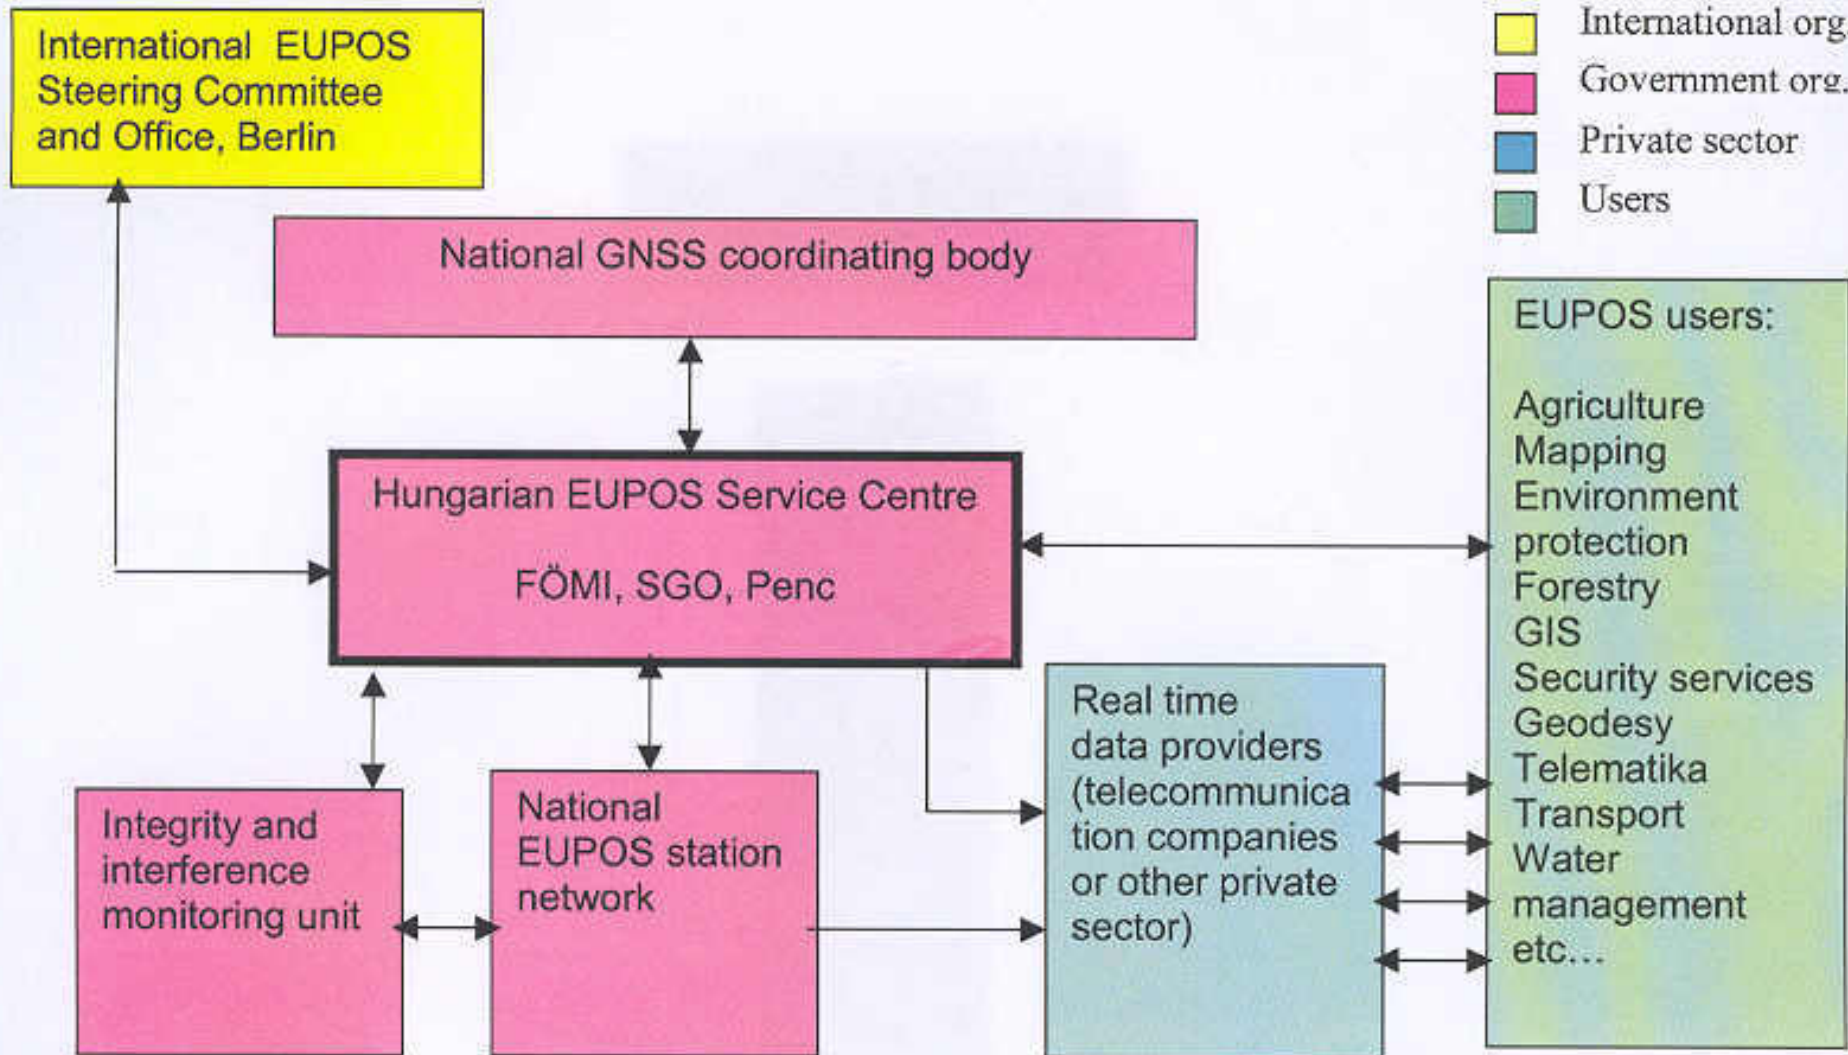 International EUPOS
Steering Committee
and Office, Berlin
International org.
Government org.
Private sector
Users
National GNSS coordinating body
Hungarian EUPOS Service Centre
FÖMI, SGO, Penc
Integrity and
interference
monitoring unit
National
EUPOS station
network
Real time
data providers
(telecommunica
tion companies
or other private
sector)
EUPOS users:
Agriculture
Mapping
Environment
protection
Forestry
GIS
Security services
Geodesy
Telematika
Transport
Water
management
etc...